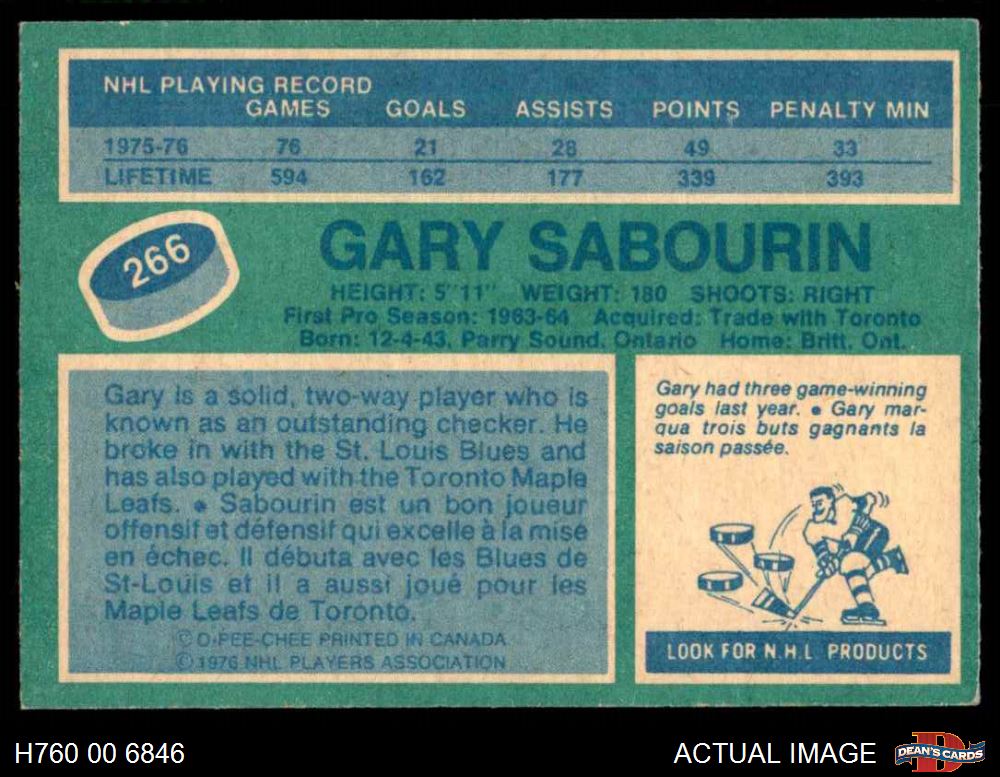 NHL PLAYING RECORD
GAMES GOALS ASSISTS POINTS PENALTY MIN
1975-76 76 21 28 49 33
LIFETIME 594 162 177 339 393
266
GARY SABOURIN
HEIGHT: 5"11" WEIGHT: 180 SHOOTS: RIGHT
First Pro Season: 1963-64 Acquired: Trade with Toronto
Born: 12-4-43, Parry Sound, Ontario Home: Britt, Ont.
Gary is a solid, two-way player who is
known as an outstanding checker. He
broke in with the St. Louis Blues and
has also played with the Toronto Maple
Leafs. • Sabourin est un bon joueur
offensif et défensif qui excelle à la mise
en échec. Il débuta avec les Blues de
St-Louis et il a aussi joué pour les
Maple Leafs de Toronto.
© O-PEE-CHEE PRINTED IN CANADA
© 1976 NHL PLAYERS ASSOCIATION
Gary had three game-winning
goals last year. • Gary mar-
qua trois buts gagnants la
saison passée.
LOOK FOR N.H.L PRODUCTS
H760 00 6846
ACTUAL IMAGE
D
DEAN'S CARDS